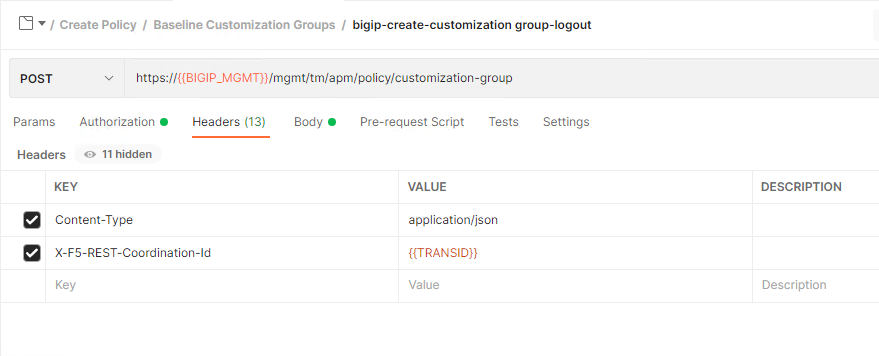 / Create Policy / Baseline Customization Groups / bigip-create-customization group-logout
POST https://{{BIGIP_MGMT}}/mgmt/tm/apm/policy/customization-group
Params Authorization Headers (13) Body Pre-request Script Tests Settings
Headers 11 hidden
KEY VALUE DESCRIPTION
Content-Type application/json
X-F5-REST-Coordination-Id {{TRANSID}}
Key Value Description